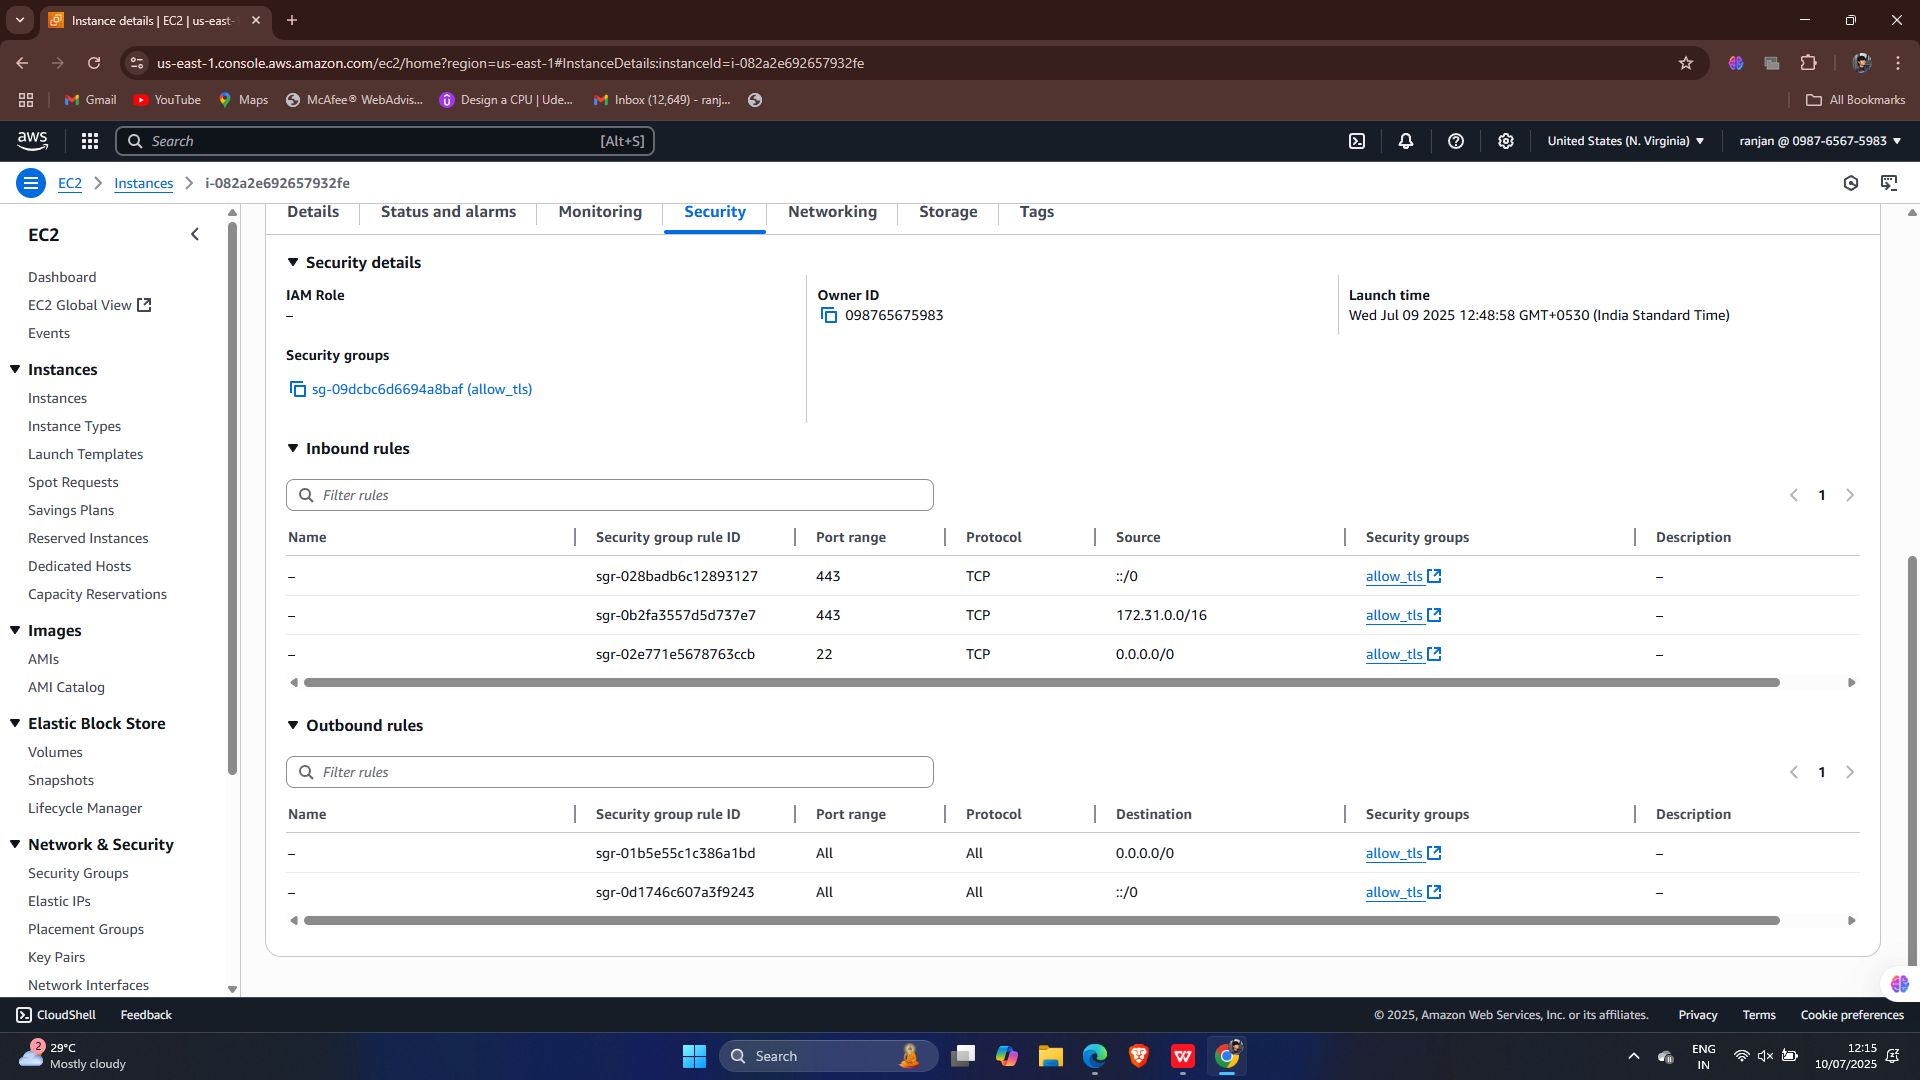 Instance details | EC2 | us-east-
us-east-1.console.aws.amazon.com/ec2/home?region=us-east-1#InstanceDetails:instanceId=i-082a2e692657932fe
Gmail YouTube Maps McAfee® WebAdvis... Design a CPU | Ude... Inbox (12,649) - ranj... All Bookmarks
aws Search [Alt+S] United States (N. Virginia) ranjan @ 0987-6567-5983
EC2 Instances i-082a2e692657932fe
EC2
Dashboard
EC2 Global View
Events
Instances
Instances
Instance Types
Launch Templates
Spot Requests
Savings Plans
Reserved Instances
Dedicated Hosts
Capacity Reservations
Images
AMIs
AMI Catalog
Elastic Block Store
Volumes
Snapshots
Lifecycle Manager
Network & Security
Security Groups
Elastic IPs
Placement Groups
Key Pairs
Network Interfaces
Details Status and alarms Monitoring Security Networking Storage Tags
Security details
IAM Role
–
Owner ID
098765675983
Launch time
Wed Jul 09 2025 12:48:58 GMT+0530 (India Standard Time)
Security groups
sg-09dcbc6d6694a8baf (allow_tls)
Inbound rules
Filter rules
1
Name Security group rule ID Port range Protocol Source Security groups Description
– sgr-028badb6c12893127 443 TCP ::/0 allow_tls –
– sgr-0b2fa3557d5d737e7 443 TCP 172.31.0.0/16 allow_tls –
– sgr-02e771e5678763ccb 22 TCP 0.0.0.0/0 allow_tls –
Outbound rules
Filter rules
1
Name Security group rule ID Port range Protocol Destination Security groups Description
– sgr-01b5e55c1c386a1bd All All 0.0.0.0/0 allow_tls –
– sgr-0d1746c607a3f9243 All All ::/0 allow_tls –
CloudShell Feedback © 2025, Amazon Web Services, Inc. or its affiliates. Privacy Terms Cookie preferences
2
29°C
Mostly cloudy
Search
ENG
IN
12:15
10/07/2025